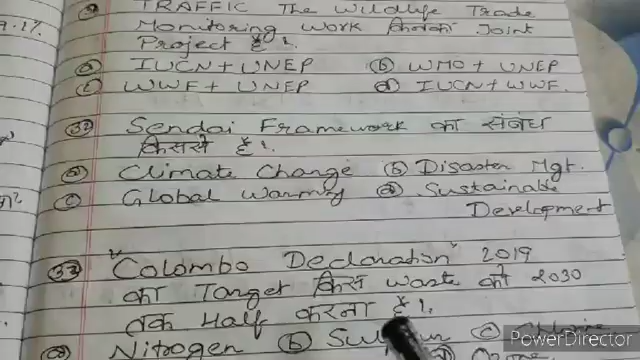 TRAFFIC The Wildlife Trade
Monitoring Work किसका Joint
Project है ।
(a) IUCN + UNEP (b) WMO + UNEP
(c) WWF + UNEP (d) IUCN + WWF.
(32) Sendai Framework का संबंध
किससे है ।
(a) Climate Change (b) Disaster Mgt.
(c) Global Warming (d) Sustainable
Development
(33) "Colombo Declaration" 2019
का Target किस waste को 2030
तक Half करना है ।
(a) Nitrogen (b) (c)
PowerDirector